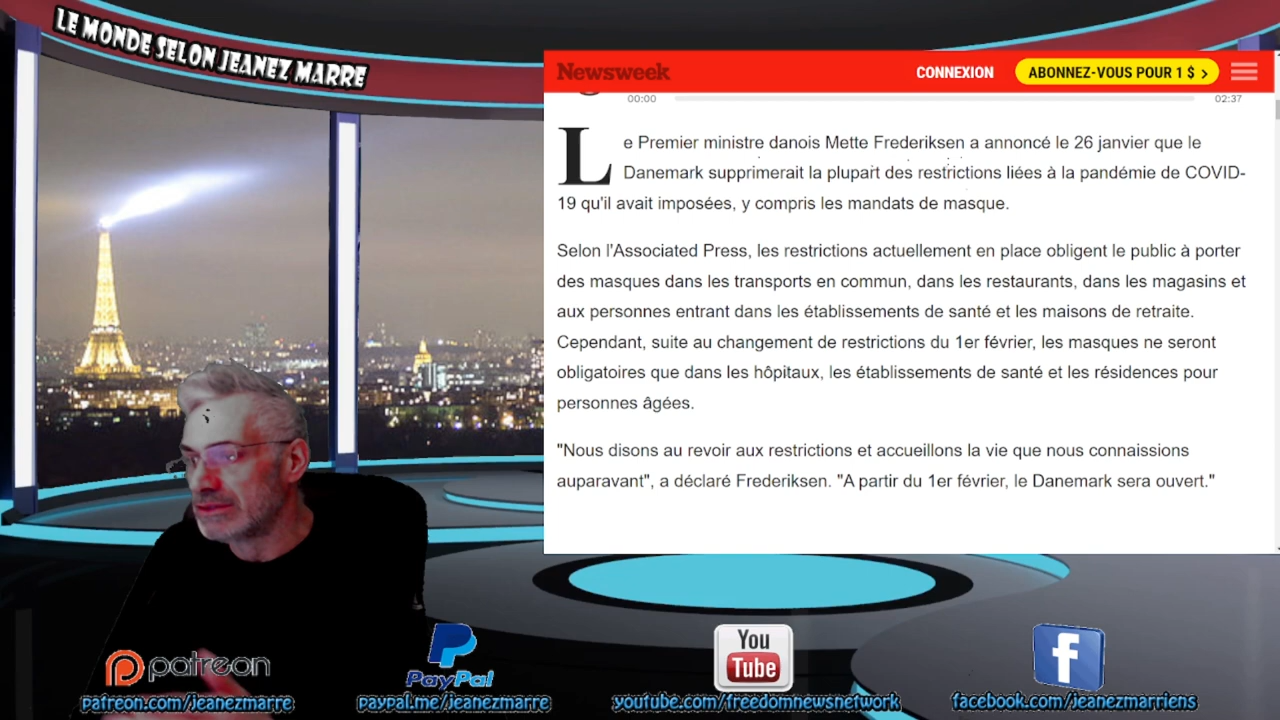 LE MONDE SELON JEANEZ MARRE
Newsweek
CONNEXION
ABONNEZ-VOUS POUR 1 $ >
00:00
02:37
Le Premier ministre danois Mette Frederiksen a annoncé le 26 janvier que le
Danemark supprimerait la plupart des restrictions liées à la pandémie de COVID-
19 qu'il avait imposées, y compris les mandats de masque.
Selon l'Associated Press, les restrictions actuellement en place obligent le public à porter
des masques dans les transports en commun, dans les restaurants, dans les magasins et
aux personnes entrant dans les établissements de santé et les maisons de retraite.
Cependant, suite au changement de restrictions du 1er février, les masques ne seront
obligatoires que dans les hôpitaux, les établissements de santé et les résidences pour
personnes âgées.
"Nous disons au revoir aux restrictions et accueillons la vie que nous connaissions
auparavant", a déclaré Frederiksen. "A partir du 1er février, le Danemark sera ouvert."
patreon
PayPal
You
Tube
f
patreon.com/jeanezmarre
paypal.me/jeanezmarre
youtube.com/freedomnewsnetwork
facebook.com/jeanezmarriens